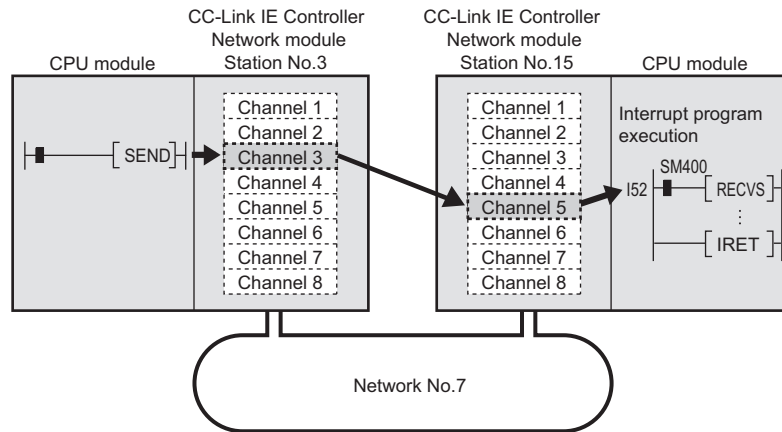 CC-Link IE Controller
Network module
Station No.3
CC-Link IE Controller
Network module
Station No.15
CPU module
CPU module
SEND
Channel 1
Channel 2
Channel 3
Channel 4
Channel 5
Channel 6
Channel 7
Channel 8
Channel 1
Channel 2
Channel 3
Channel 4
Channel 5
Channel 6
Channel 7
Channel 8
Interrupt program
execution
SM400
I52
RECVS
IRET
Network No.7